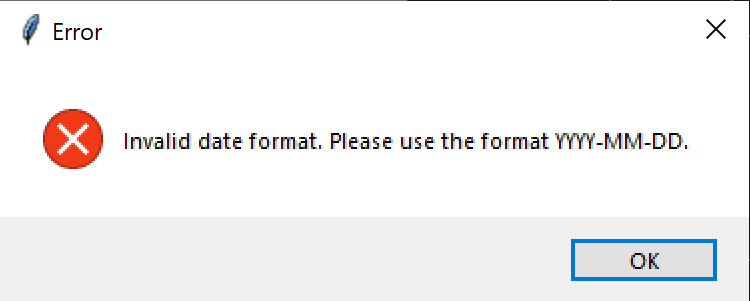 Error
Invalid date format. Please use the format YYYY-MM-DD.
OK